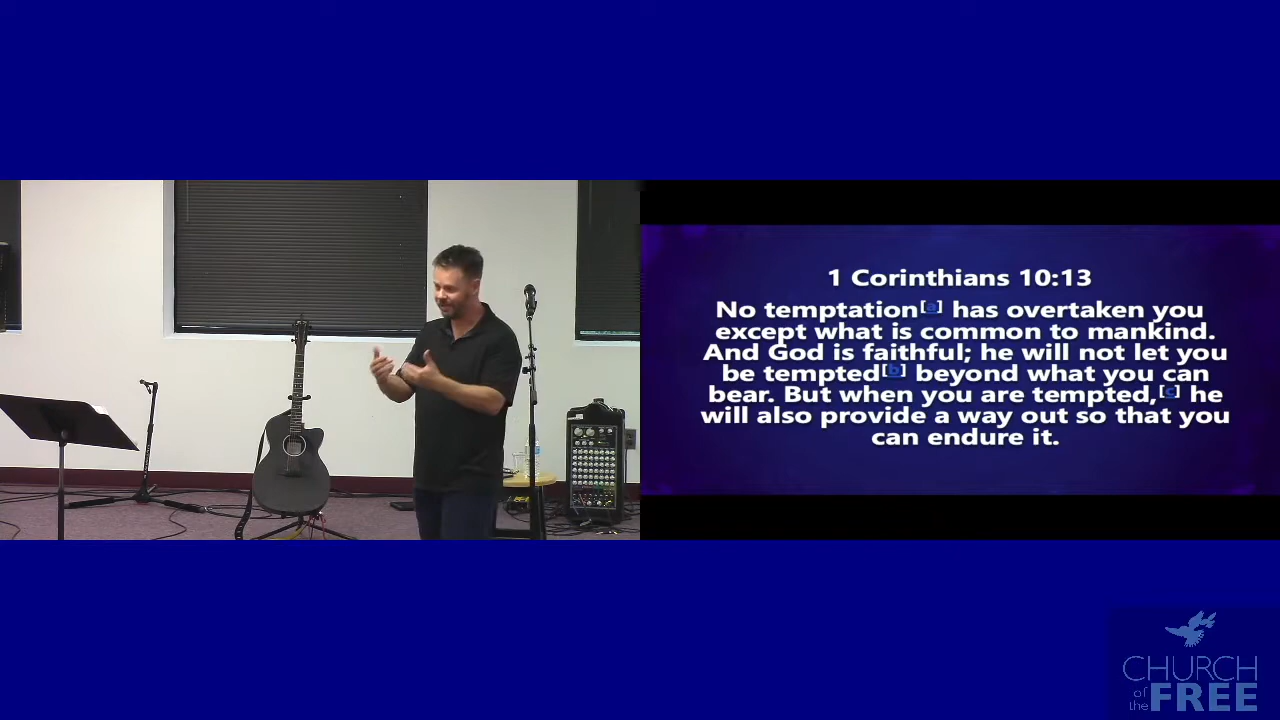 1 Corinthians 10:13
No temptation[a] has overtaken you
except what is common to mankind.
And God is faithful; he will not let you
be tempted[b] beyond what you can
bear. But when you are tempted,[c] he
will also provide a way out so that you
can endure it.
CHURCH
of the FREE